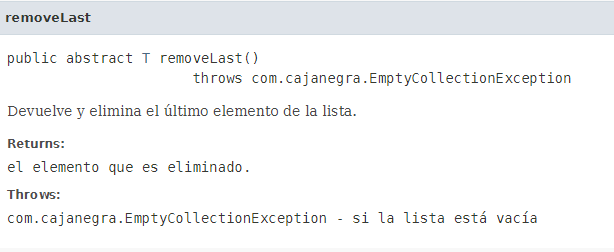 removeLast
public abstract T removeLast()
throws com.cajanegra.EmptyCollectionException
Devuelve y elimina el último elemento de la lista.
Returns:
el elemento que es eliminado.
Throws:
com.cajanegra.EmptyCollectionException - si la lista está vacía